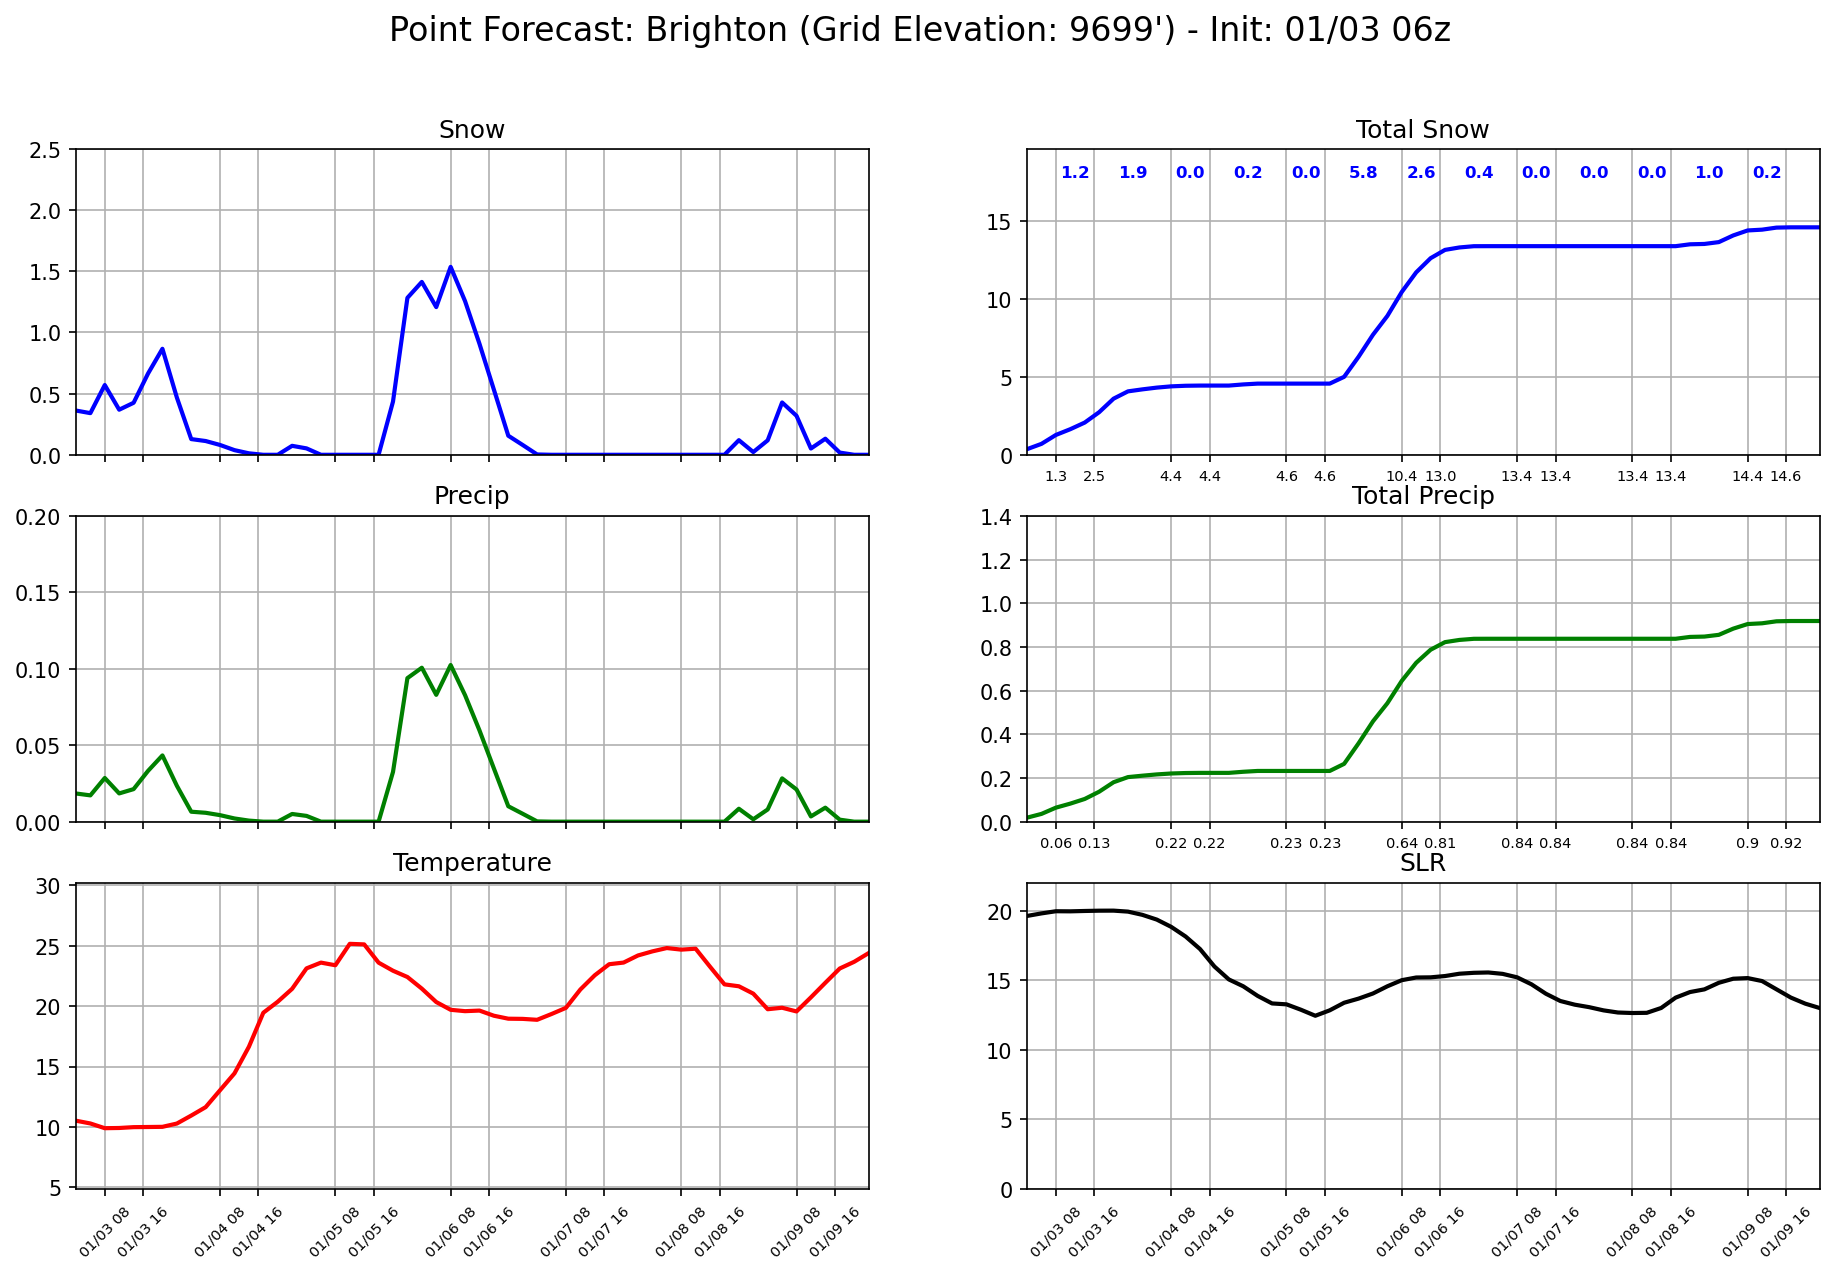 Point Forecast: Brighton (Grid Elevation: 9699') - Init: 01/03 06z
Snow
2.5
2.0
1.5
1.0
0.5
0.0
Total Snow
1.2 1.9 0.0 0.2 0.0 5.8 2.6 0.4 0.0 0.0 0.0 1.0 0.2
15
10
5
0
1.3 2.5 4.4 4.4 4.6 4.6 10.4 13.0 13.4 13.4 13.4 13.4 14.4 14.6
Precip
0.20
0.15
0.10
0.05
0.00
Total Precip
1.4
1.2
1.0
0.8
0.6
0.4
0.2
0.0
0.06 0.13 0.22 0.22 0.23 0.23 0.64 0.81 0.84 0.84 0.84 0.84 0.9 0.92
Temperature
30
25
20
15
10
5
01/03 08 01/03 16 01/04 08 01/04 16 01/05 08 01/05 16 01/06 08 01/06 16 01/07 08 01/07 16 01/08 08 01/08 16 01/09 08 01/09 16
SLR
20
15
10
5
0
01/03 08 01/03 16 01/04 08 01/04 16 01/05 08 01/05 16 01/06 08 01/06 16 01/07 08 01/07 16 01/08 08 01/08 16 01/09 08 01/09 16